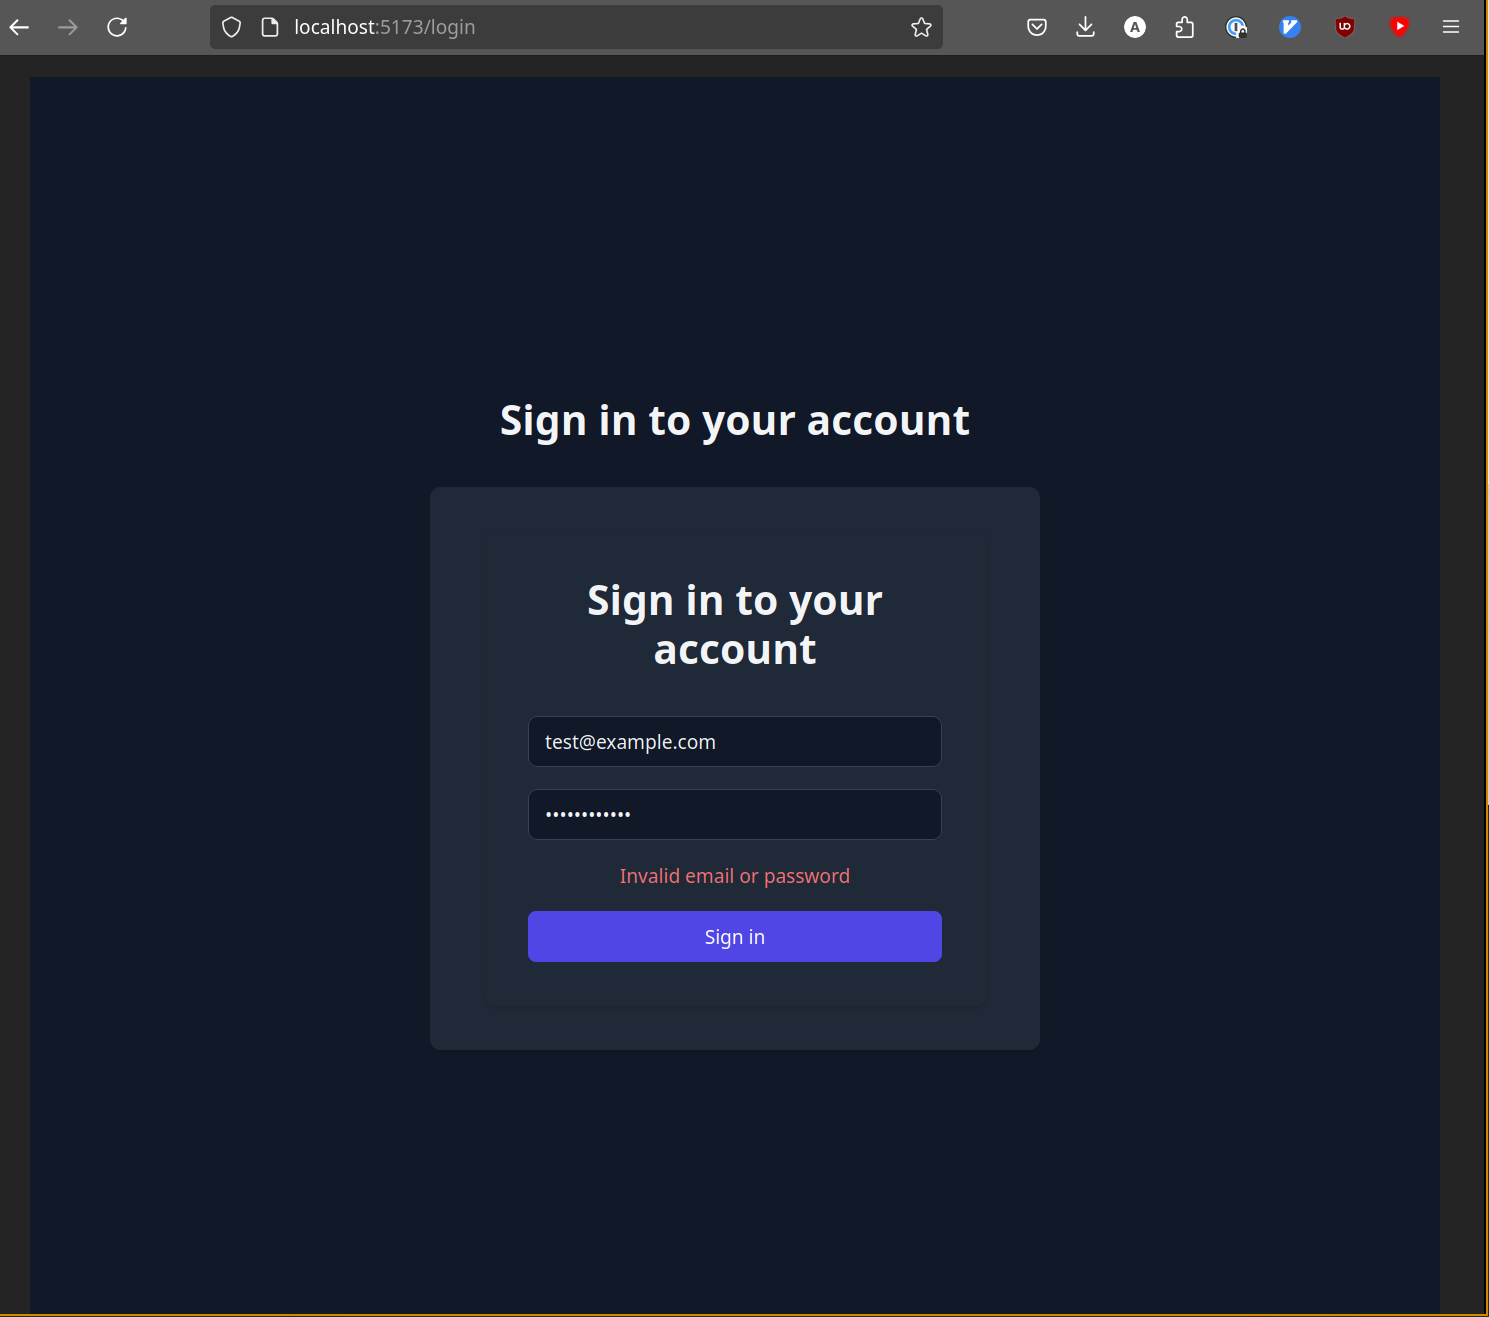 localhost:5173/login
Sign in to your account
Sign in to your
account
test@example.com
••••••••••••
Invalid email or password
Sign in